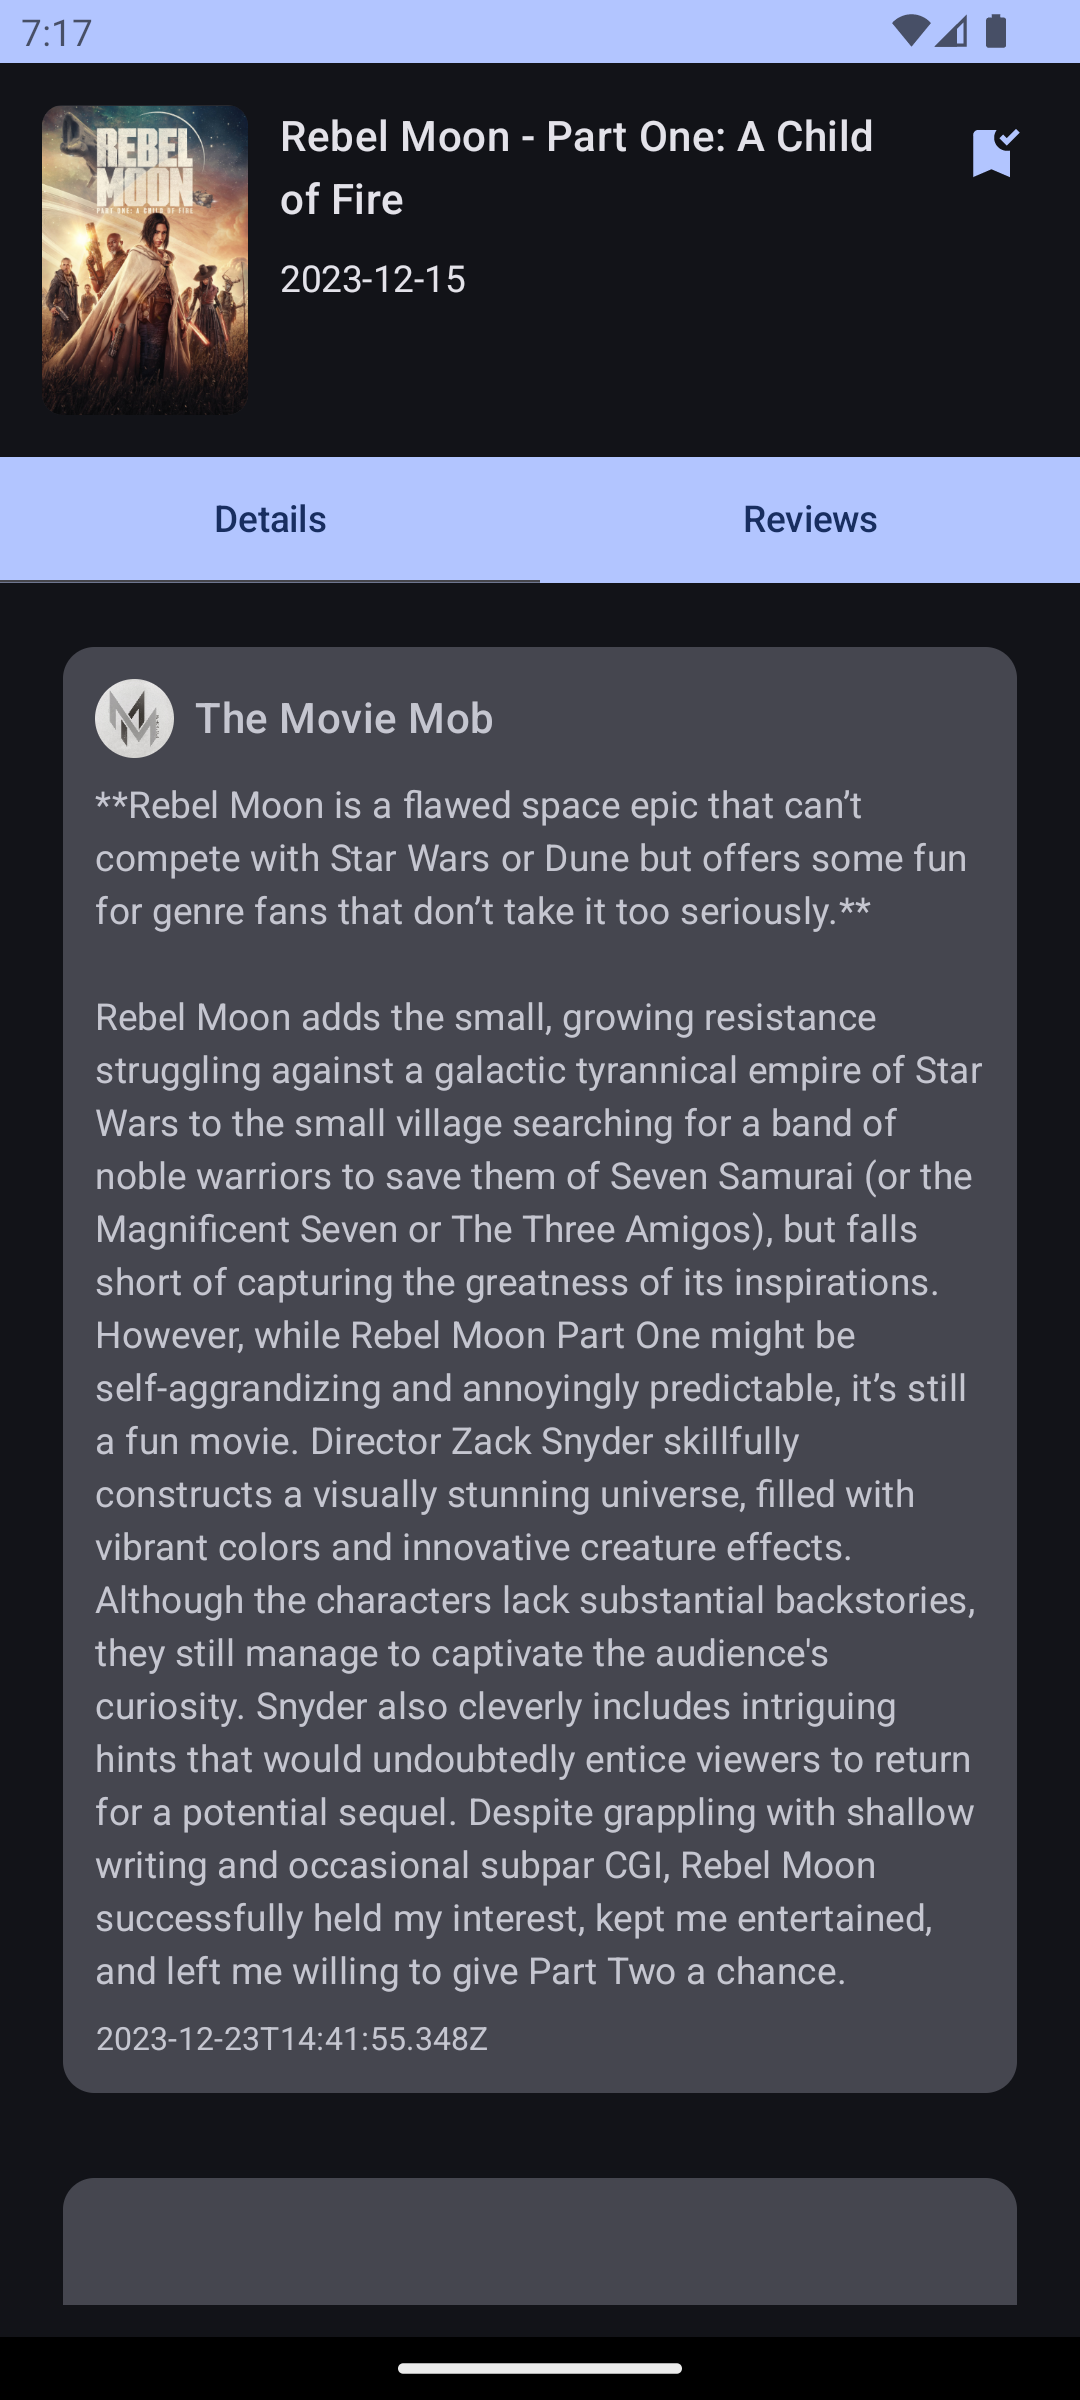 7:17
REBEL
MOON
PART ONE: A CHILD OF FIRE
Rebel Moon - Part One: A Child
of Fire
2023-12-15
Details
Reviews
The Movie Mob
**Rebel Moon is a flawed space epic that can’t
compete with Star Wars or Dune but offers some fun
for genre fans that don’t take it too seriously.**
Rebel Moon adds the small, growing resistance
struggling against a galactic tyrannical empire of Star
Wars to the small village searching for a band of
noble warriors to save them of Seven Samurai (or the
Magnificent Seven or The Three Amigos), but falls
short of capturing the greatness of its inspirations.
However, while Rebel Moon Part One might be
self-aggrandizing and annoyingly predictable, it’s still
a fun movie. Director Zack Snyder skillfully
constructs a visually stunning universe, filled with
vibrant colors and innovative creature effects.
Although the characters lack substantial backstories,
they still manage to captivate the audience's
curiosity. Snyder also cleverly includes intriguing
hints that would undoubtedly entice viewers to return
for a potential sequel. Despite grappling with shallow
writing and occasional subpar CGI, Rebel Moon
successfully held my interest, kept me entertained,
and left me willing to give Part Two a chance.
2023-12-23T14:41:55.348Z